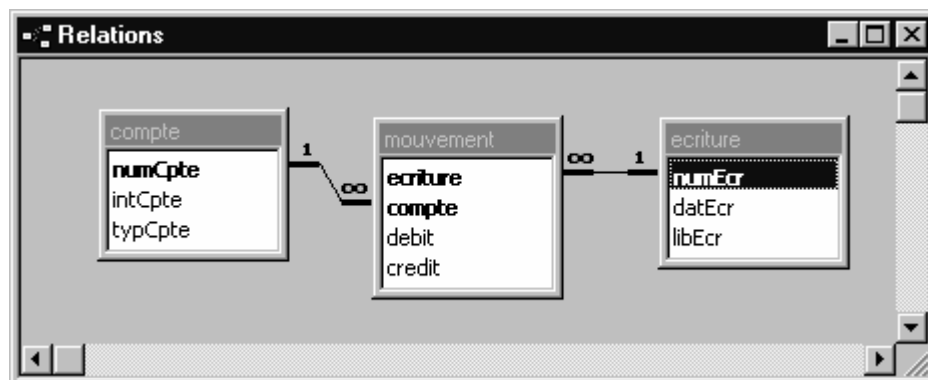 Relations
compte
numCpte
intCpte
typCpte
1
∞
mouvement
ecriture
compte
debit
credit
∞
1
ecriture
numEcr
datEcr
libEcr